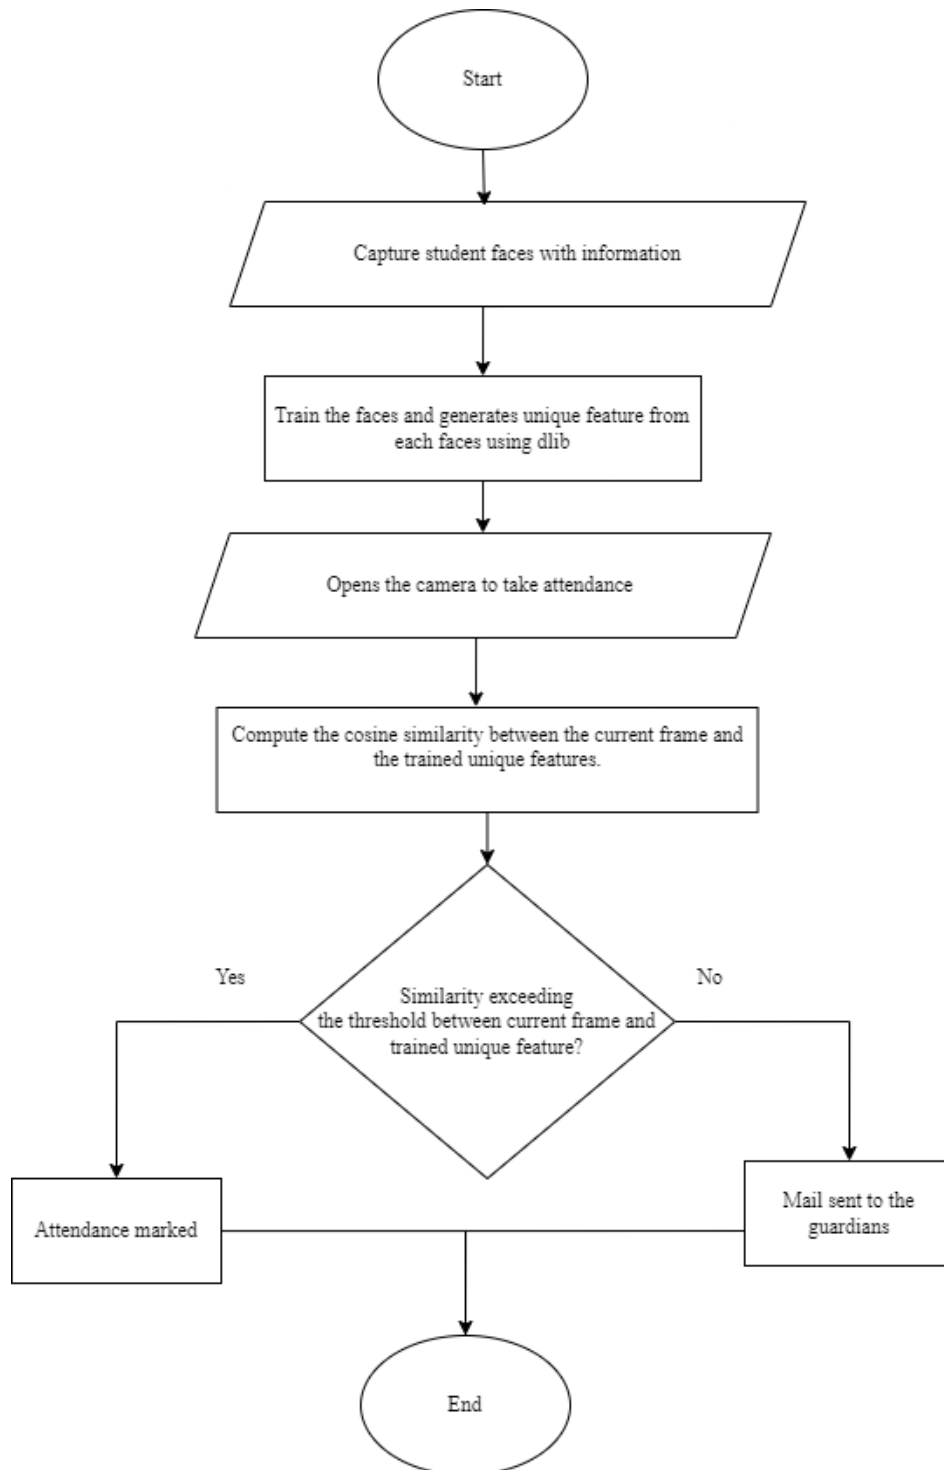 Start
Capture student faces with information
Train the faces and generates unique feature from
each faces using dlib
Opens the camera to take attendance
Compute the cosine similarity between the current frame and
the trained unique features.
Yes
No
Similarity exceeding
the threshold between current frame and
trained unique feature?
Attendance marked
Mail sent to the
guardians
End